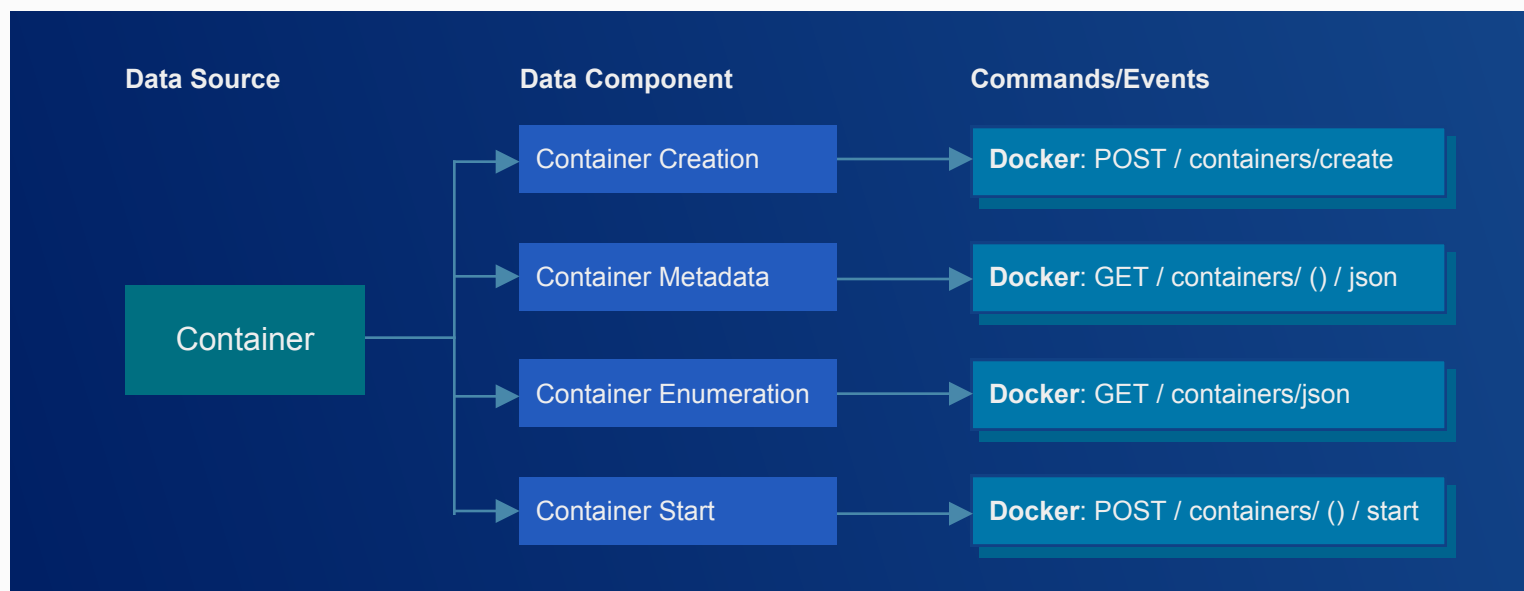 Data Source
Data Component
Commands/Events
Container
Container Creation
Docker: POST / containers/create
Container Metadata
Docker: GET / containers/ () / json
Container Enumeration
Docker: GET / containers/json
Container Start
Docker: POST / containers/ () / start